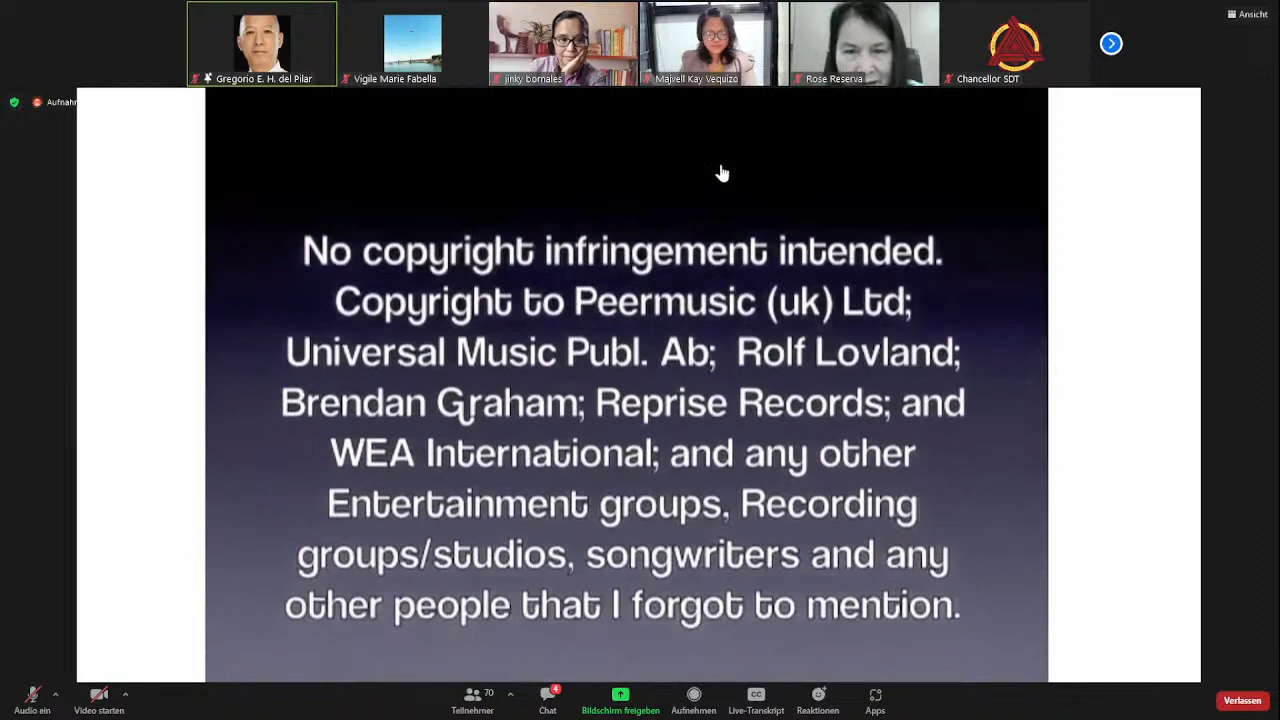 Ansicht
Gregorio E. H. del Pilar
Vigile Marie Fabella
jinky bornales
Maivell Kay Vequizo
Rose Reserva
Chancellor SDT
Aufnahm
No copyright infringement intended.
Copyright to Peermusic (uk) Ltd;
Universal Music Publ. Ab; Rolf Lovland;
Brendan Graham; Reprise Records; and
WEA International; and any other
Entertainment groups, Recording
groups/studios, songwriters and any
other people that I forgot to mention.
70
4
CC
Audio ein
Video starten
Teilnehmer
Chat
Bildschirm freigeben
Aufnehmen
Live-Transkript
Reaktionen
Apps
Verlassen